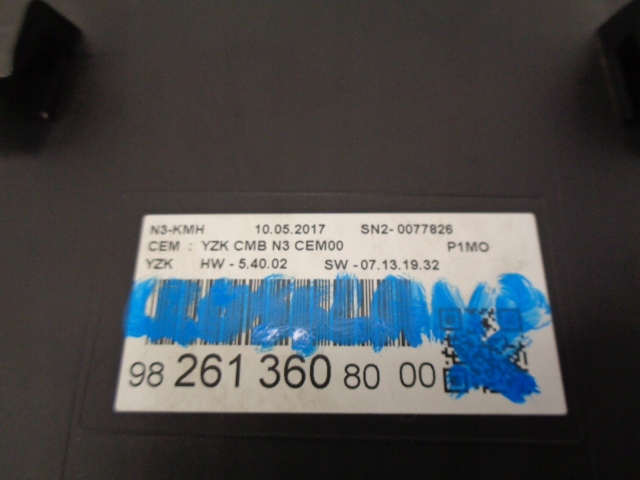 N3-KMH 10.05.2017 SN2-0077826
CEM : YZK CMB N3 CEM00 P1MO
YZK HW - 5.40.02 SW - 07.13.19.32
98 261 360 80 00